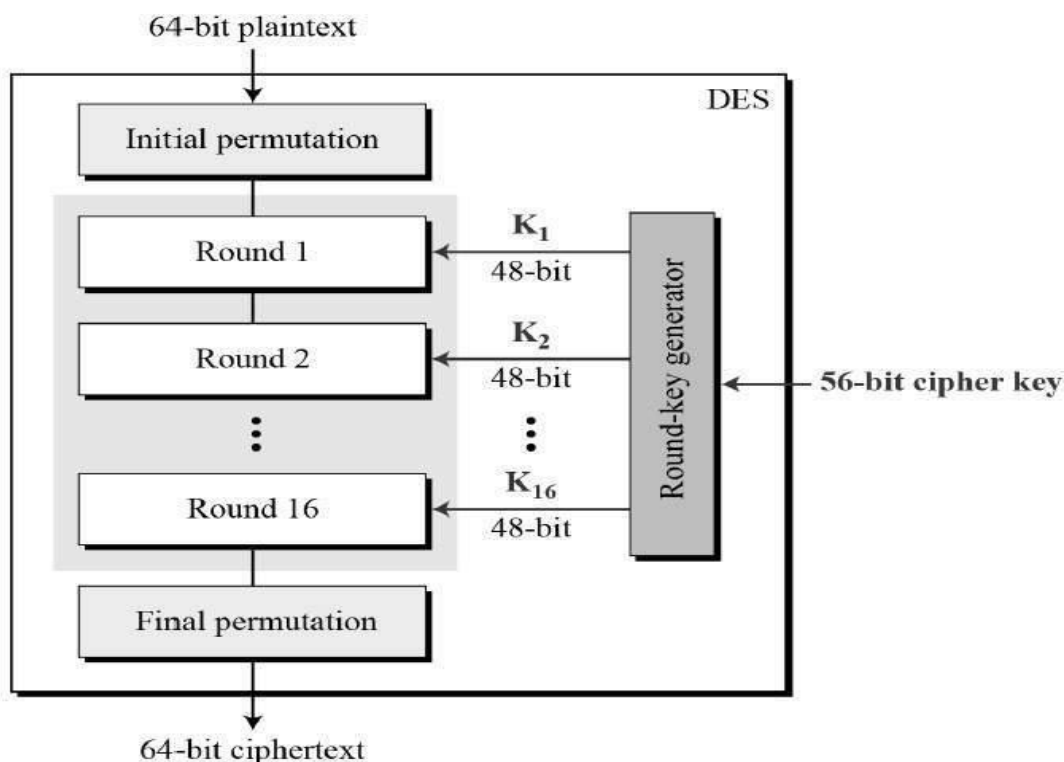 64-bit plaintext
DES
Initial permutation
Round 1
K₁
48-bit
Round 2
K₂
48-bit
Round-key generator
56-bit cipher key
Round 16
K₁₆
48-bit
Final permutation
64-bit ciphertext